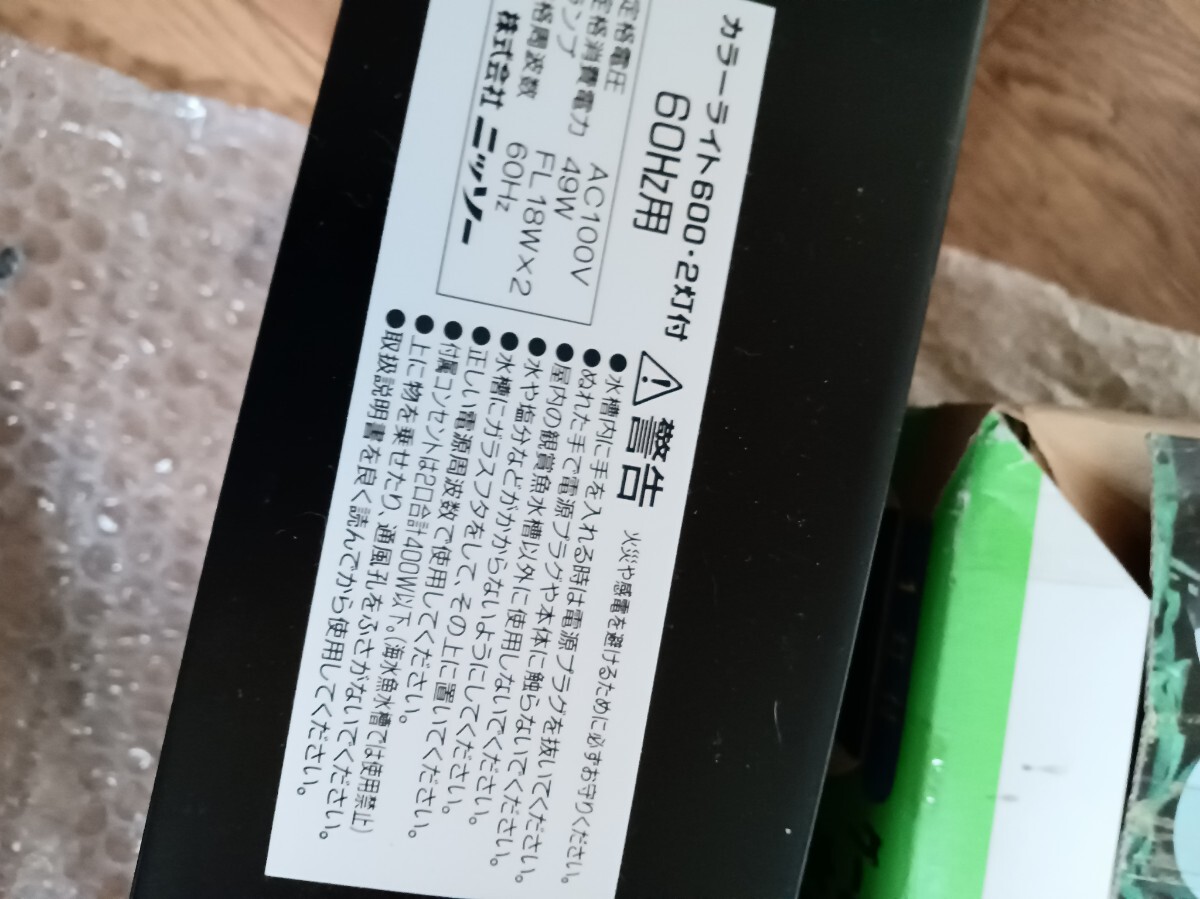 カラーライト600・2灯付
60Hz用
定格電圧 AC100V
定格消費電力 49W
ランプ FL18W×2
格周波数 60Hz
株式会社 ニッソー
⚠警告 火災や感電を避けるために必ずお守りください。
●水槽内に手を入れる時は電源プラグを抜いてください。
●ぬれた手で電源プラグや本体に触らないでください。
●屋内の観賞魚水槽以外に使用しないでください。
●水や塩分などがかからないようにしてください。
●水槽にガラスフタをして、その上に置いてください。
●正しい電源周波数で使用してください。
●付属コンセントは2口合計400W以下。(海水魚水槽では使用禁止)
●上に物を乗せたり、通風孔をふさがないでください。
●取扱説明書を良く読んでから使用してください。